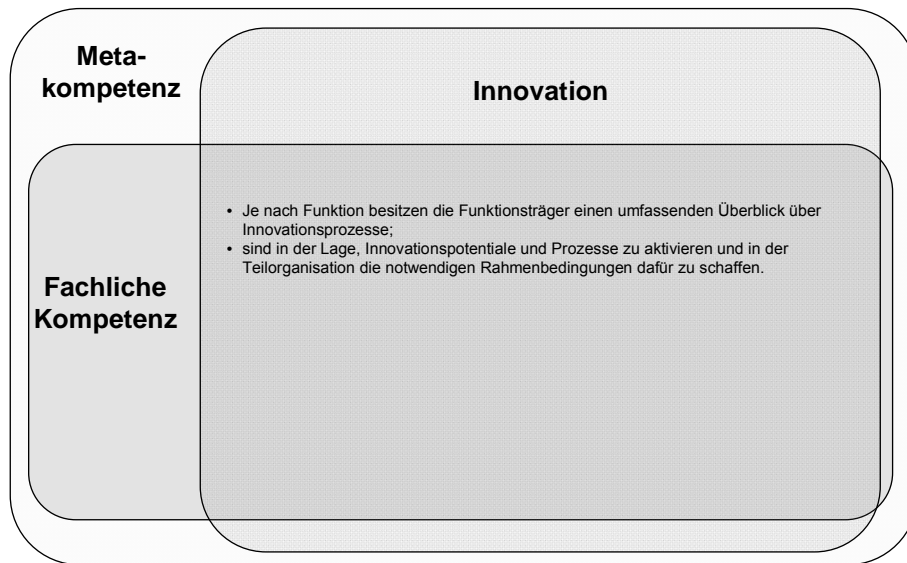 Meta-
kompetenz
Innovation
• Je nach Funktion besitzen die Funktionsträger einen umfassenden Überblick über
Innovationsprozesse;
• sind in der Lage, Innovationspotentiale und Prozesse zu aktivieren und in der
Teilorganisation die notwendigen Rahmenbedingungen dafür zu schaffen.
Fachliche
Kompetenz